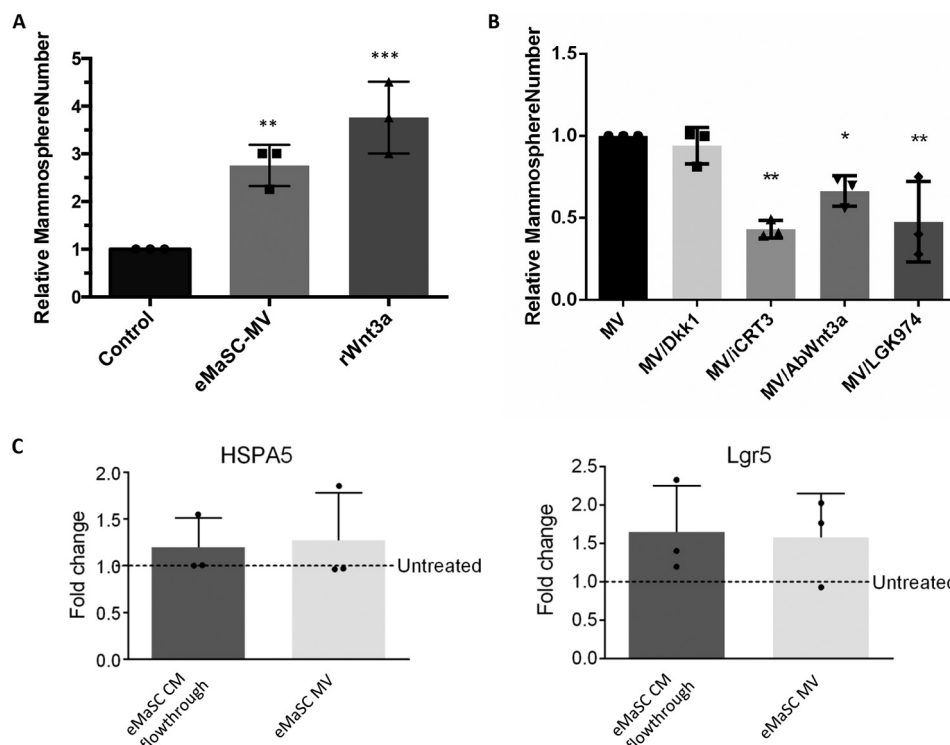 A
Relative MammosphereNumber
5
4
3
2
1
0
**
***
Control
eMaSC-MV
rWnt3a
B
Relative MammosphereNumber
1.5
1.0
0.5
0.0
**
*
**
MV
MV/Dkk1
MV/iCRT3
MV/AbWnt3a
MV/LGK974
C
HSPA5
Fold change
2.0
1.5
1.0
0.5
0.0
Untreated
eMaSC CM
flowthrough
eMaSC MV
Lgr5
Fold change
2.5
2.0
1.5
1.0
0.5
0.0
Untreated
eMaSC CM
flowthrough
eMaSC MV